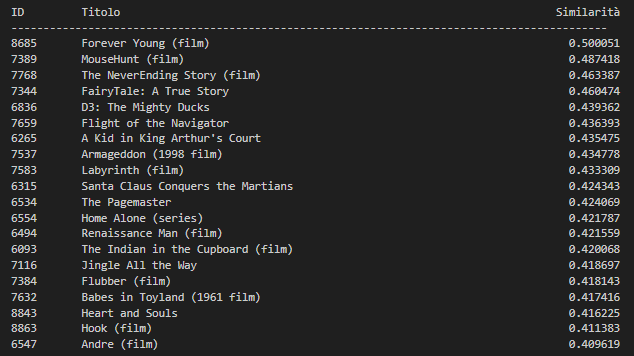 ID Titolo Similarità
--------------------------------------------------------------------------------------------
8685 Forever Young (film) 0.500051
7389 MouseHunt (film) 0.487418
7768 The NeverEnding Story (film) 0.463387
7344 FairyTale: A True Story 0.460474
6836 D3: The Mighty Ducks 0.439362
7659 Flight of the Navigator 0.436393
6265 A Kid in King Arthur's Court 0.435475
7537 Armageddon (1998 film) 0.434778
7583 Labyrinth (film) 0.433309
6315 Santa Claus Conquers the Martians 0.424343
6534 The Pagemaster 0.424069
6554 Home Alone (series) 0.421787
6494 Renaissance Man (film) 0.421559
6093 The Indian in the Cupboard (film) 0.420068
7116 Jingle All the Way 0.418697
7384 Flubber (film) 0.418143
7632 Babes in Toyland (1961 film) 0.417416
8843 Heart and Souls 0.416225
8863 Hook (film) 0.411383
6547 Andre (film) 0.409619